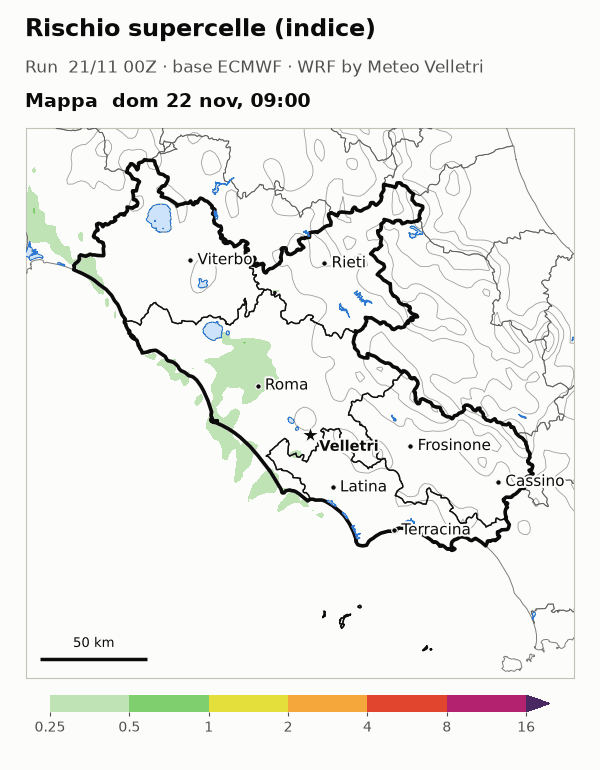 Rischio supercelle (indice)
Run  21/11 00Z · base ECMWF · WRF by Meteo Velletri
Mappa  dom 22 nov, 09:00
Viterbo
Rieti
Roma
Velletri
Frosinone
Cassino
Latina
Terracina
50 km
0.25 0.5 1 2 4 8 16